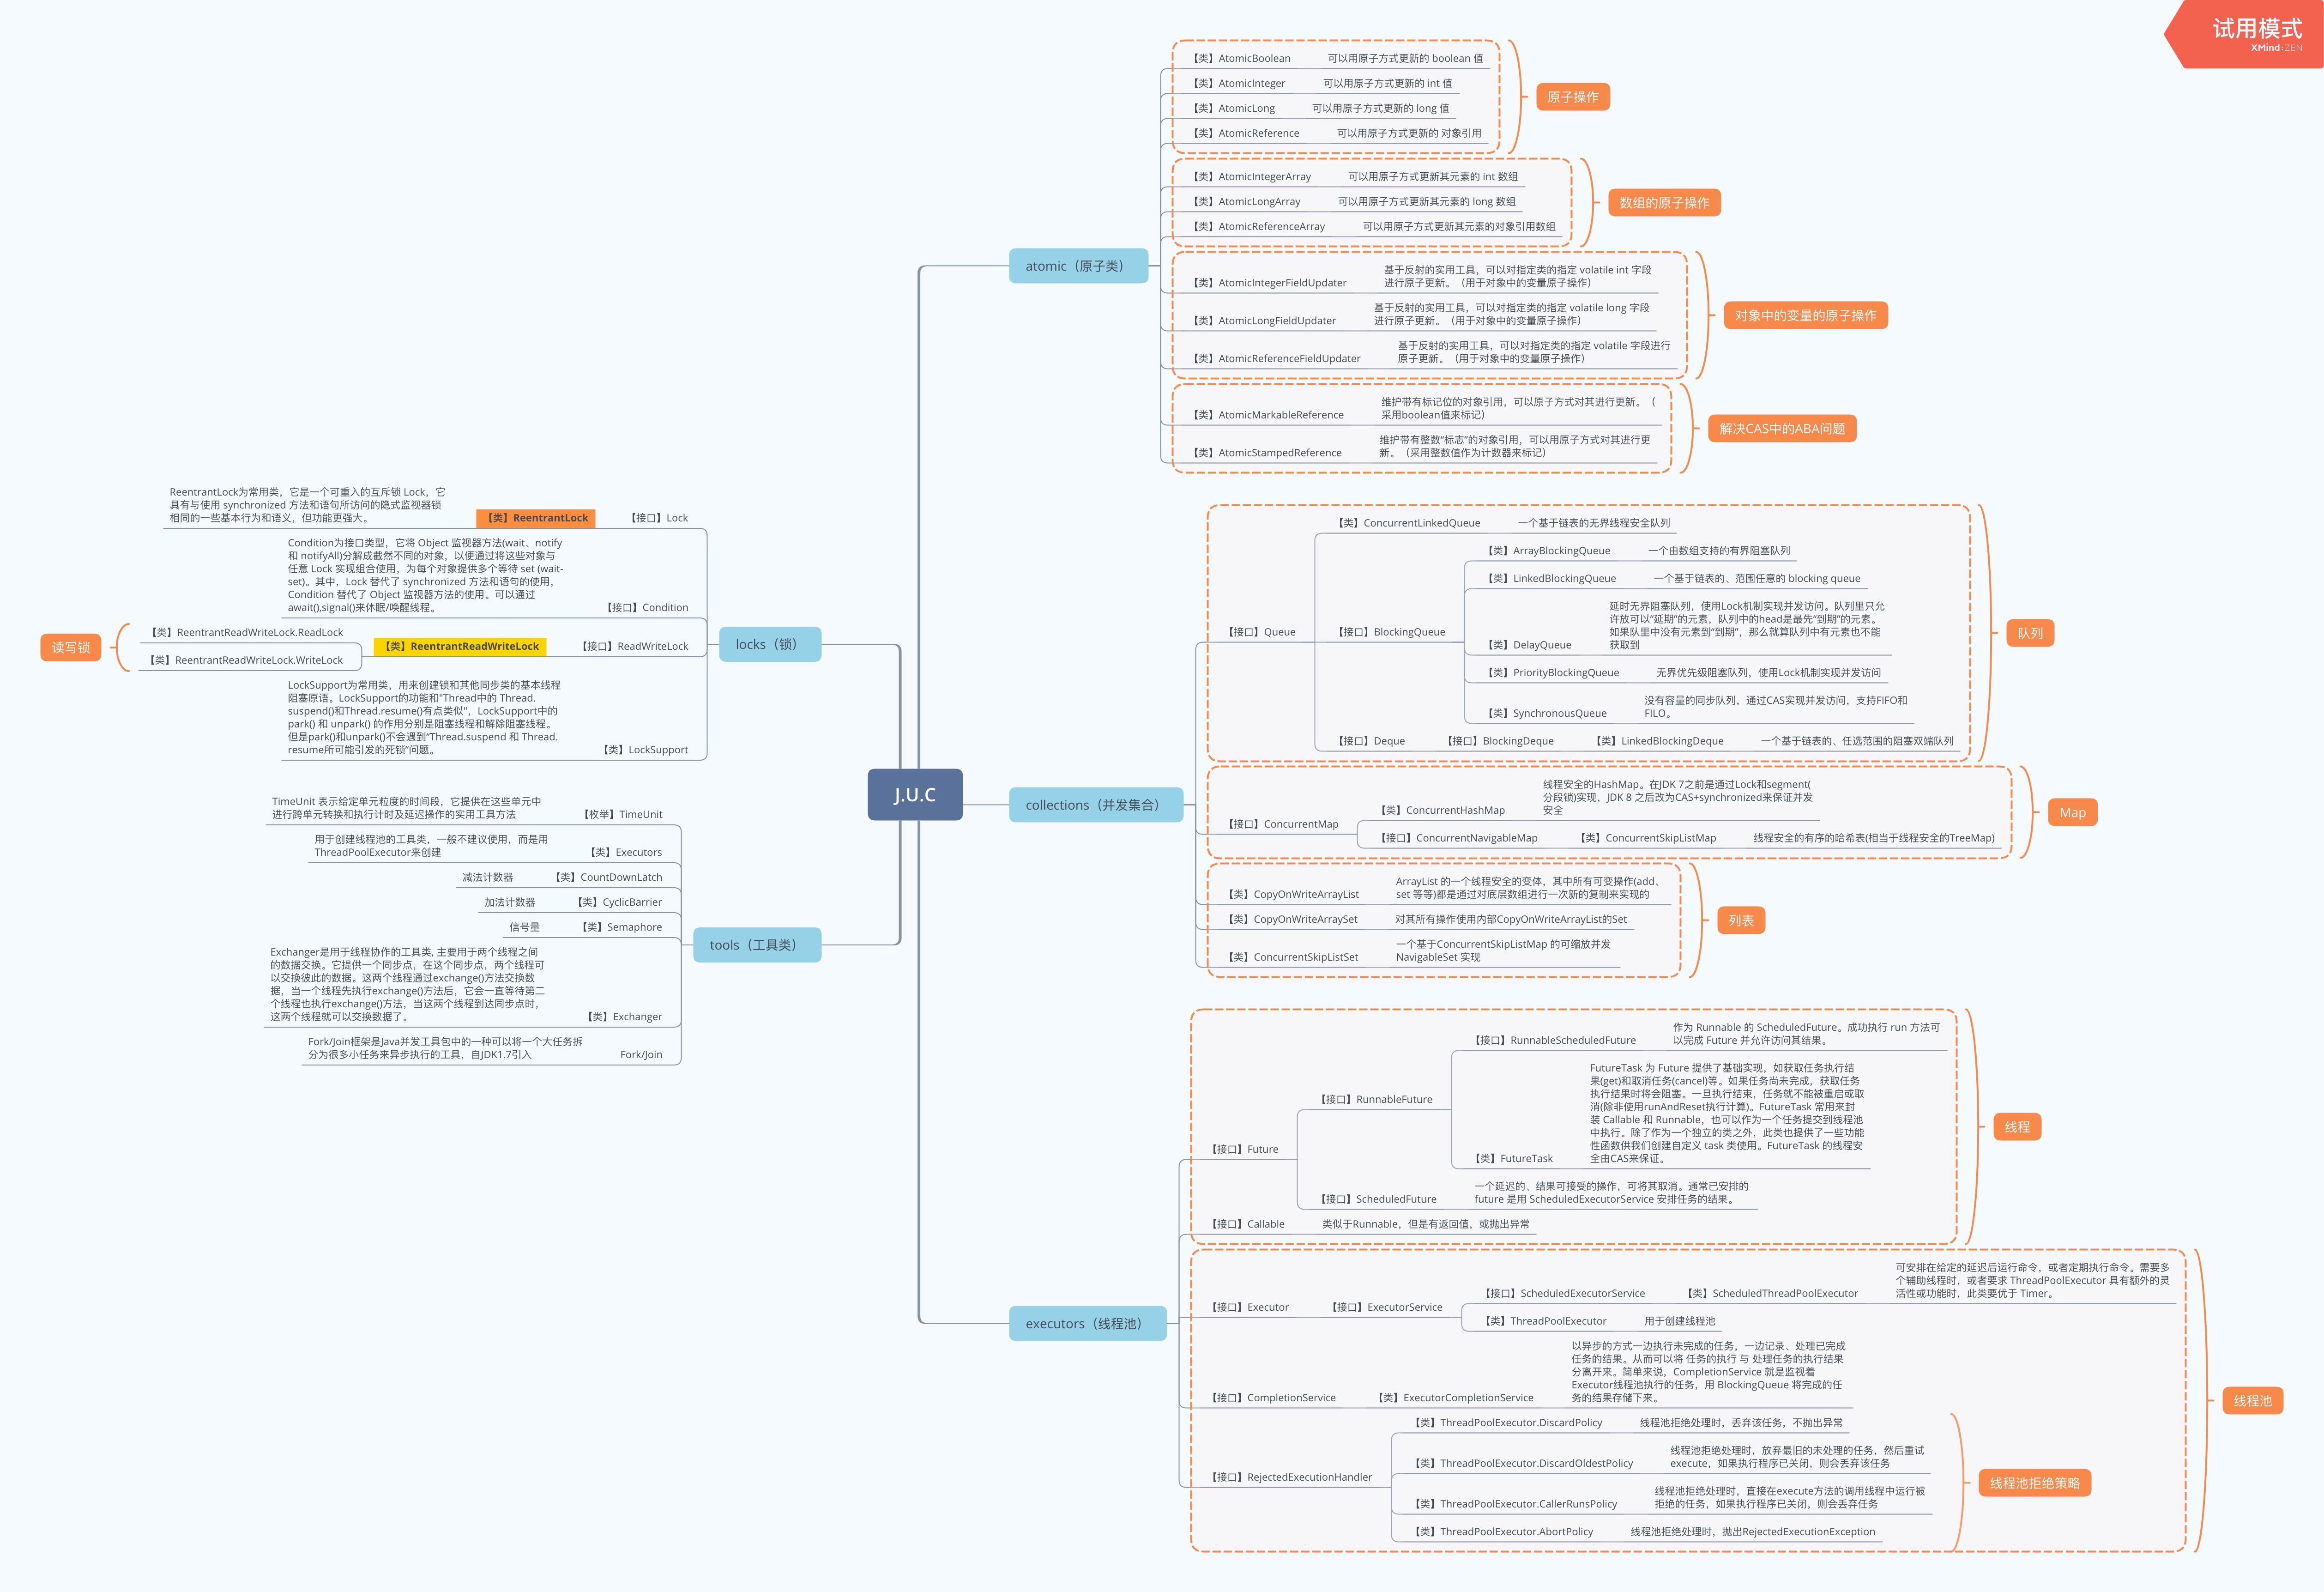 试用模式
XMind:ZEN
J.U.C
atomic（原子类）
【类】AtomicBoolean
可以用原子方式更新的 boolean 值
【类】AtomicInteger
可以用原子方式更新的 int 值
【类】AtomicLong
可以用原子方式更新的 long 值
【类】AtomicReference
可以用原子方式更新的 对象引用
原子操作
【类】AtomicIntegerArray
可以用原子方式更新其元素的 int 数组
【类】AtomicLongArray
可以用原子方式更新其元素的 long 数组
【类】AtomicReferenceArray
可以用原子方式更新其元素的对象引用数组
数组的原子操作
【类】AtomicIntegerFieldUpdater
基于反射的实用工具，可以对指定类的指定 volatile int 字段
进行原子更新。（用于对象中的变量原子操作）
【类】AtomicLongFieldUpdater
基于反射的实用工具，可以对指定类的指定 volatile long 字段
进行原子更新。（用于对象中的变量原子操作）
【类】AtomicReferenceFieldUpdater
基于反射的实用工具，可以对指定类的指定 volatile 字段进行
原子更新。（用于对象中的变量原子操作）
对象中的变量的原子操作
【类】AtomicMarkableReference
维护带有标记位的对象引用，可以原子方式对其进行更新。（
采用boolean值来标记）
【类】AtomicStampedReference
维护带有整数“标志”的对象引用，可以用原子方式对其进行更
新。（采用整数值作为计数器来标记）
解决CAS中的ABA问题
collections（并发集合）
【接口】Queue
【类】ConcurrentLinkedQueue
一个基于链表的无界线程安全队列
【接口】BlockingQueue
【类】ArrayBlockingQueue
一个由数组支持的有界阻塞队列
【类】LinkedBlockingQueue
一个基于链表的、范围任意的 blocking queue
【类】DelayQueue
延时无界阻塞队列，使用Lock机制实现并发访问。队列里只允
许放可以“延期”的元素，队列中的head是最先“到期”的元素。
如果队里中没有元素到“到期”，那么就算队列中有元素也不能
获取到
【类】PriorityBlockingQueue
无界优先级阻塞队列，使用Lock机制实现并发访问
【类】SynchronousQueue
没有容量的同步队列，通过CAS实现并发访问，支持FIFO和
FILO。
【接口】Deque
【接口】BlockingDeque
【类】LinkedBlockingDeque
一个基于链表的、任选范围的阻塞双端队列
队列
【接口】ConcurrentMap
【类】ConcurrentHashMap
线程安全的HashMap。在JDK 7之前是通过Lock和segment(
分段锁)实现，JDK 8 之后改为CAS+synchronized来保证并发
安全
【接口】ConcurrentNavigableMap
【类】ConcurrentSkipListMap
线程安全的有序的哈希表(相当于线程安全的TreeMap)
Map
【类】CopyOnWriteArrayList
ArrayList 的一个线程安全的变体，其中所有可变操作(add、
set 等等)都是通过对底层数组进行一次新的复制来实现的
【类】CopyOnWriteArraySet
对其所有操作使用内部CopyOnWriteArrayList的Set
【类】ConcurrentSkipListSet
一个基于ConcurrentSkipListMap 的可缩放并发
NavigableSet 实现
列表
executors（线程池）
【接口】Future
【接口】RunnableFuture
【接口】RunnableScheduledFuture
作为 Runnable 的 ScheduledFuture。成功执行 run 方法可
以完成 Future 并允许访问其结果。
【类】FutureTask
FutureTask 为 Future 提供了基础实现，如获取任务执行结
果(get)和取消任务(cancel)等。如果任务尚未完成，获取任务
执行结果时将会阻塞。一旦执行结束，任务就不能被重启或取
消(除非使用runAndReset执行计算)。FutureTask 常用来封
装 Callable 和 Runnable，也可以作为一个任务提交到线程池
中执行。除了作为一个独立的类之外，此类也提供了一些功能
性函数供我们创建自定义 task 类使用。FutureTask 的线程安
全由CAS来保证。
【接口】ScheduledFuture
一个延迟的、结果可接受的操作，可将其取消。通常已安排的
future 是用 ScheduledExecutorService 安排任务的结果。
【接口】Callable
类似于Runnable，但是有返回值，或抛出异常
线程
【接口】Executor
【接口】ExecutorService
【接口】ScheduledExecutorService
【类】ScheduledThreadPoolExecutor
可安排在给定的延迟后运行命令，或者定期执行命令。需要多
个辅助线程时，或者要求 ThreadPoolExecutor 具有额外的灵
活性或功能时，此类要优于 Timer。
【类】ThreadPoolExecutor
用于创建线程池
【接口】CompletionService
【类】ExecutorCompletionService
以异步的方式一边执行未完成的任务，一边记录、处理已完成
任务的结果。从而可以将 任务的执行 与 处理任务的执行结果
分离开来。简单来说，CompletionService 就是监视着
Executor线程池执行的任务，用 BlockingQueue 将完成的任
务的结果存储下来。
【接口】RejectedExecutionHandler
【类】ThreadPoolExecutor.DiscardPolicy
线程池拒绝处理时，丢弃该任务，不抛出异常
【类】ThreadPoolExecutor.DiscardOldestPolicy
线程池拒绝处理时，放弃最旧的未处理的任务，然后重试
execute，如果执行程序已关闭，则会丢弃该任务
【类】ThreadPoolExecutor.CallerRunsPolicy
线程池拒绝处理时，直接在execute方法的调用线程中运行被
拒绝的任务，如果执行程序已关闭，则会丢弃任务
【类】ThreadPoolExecutor.AbortPolicy
线程池拒绝处理时，抛出RejectedExecutionException
线程池拒绝策略
线程池
locks（锁）
【接口】Lock
【类】ReentrantLock
ReentrantLock为常用类，它是一个可重入的互斥锁 Lock，它
具有与使用 synchronized 方法和语句所访问的隐式监视器锁
相同的一些基本行为和语义，但功能更强大。
【接口】Condition
Condition为接口类型，它将 Object 监视器方法(wait、notify
和 notifyAll)分解成截然不同的对象，以便通过将这些对象与
任意 Lock 实现组合使用，为每个对象提供多个等待 set (wait-
set)。其中，Lock 替代了 synchronized 方法和语句的使用，
Condition 替代了 Object 监视器方法的使用。可以通过
await(),signal()来休眠/唤醒线程。
【接口】ReadWriteLock
【类】ReentrantReadWriteLock
【类】ReentrantReadWriteLock.ReadLock
【类】ReentrantReadWriteLock.WriteLock
读写锁
【类】LockSupport
LockSupport为常用类，用来创建锁和其他同步类的基本线程
阻塞原语。LockSupport的功能和"Thread中的 Thread.
suspend()和Thread.resume()有点类似"，LockSupport中的
park() 和 unpark() 的作用分别是阻塞线程和解除阻塞线程。
但是park()和unpark()不会遇到“Thread.suspend 和 Thread.
resume所可能引发的死锁”问题。
tools（工具类）
【枚举】TimeUnit
TimeUnit 表示给定单元粒度的时间段，它提供在这些单元中
进行跨单元转换和执行计时及延迟操作的实用工具方法
【类】Executors
用于创建线程池的工具类，一般不建议使用，而是用
ThreadPoolExecutor来创建
【类】CountDownLatch
减法计数器
【类】CyclicBarrier
加法计数器
【类】Semaphore
信号量
【类】Exchanger
Exchanger是用于线程协作的工具类, 主要用于两个线程之间
的数据交换。它提供一个同步点，在这个同步点，两个线程可
以交换彼此的数据。这两个线程通过exchange()方法交换数
据，当一个线程先执行exchange()方法后，它会一直等待第二
个线程也执行exchange()方法，当这两个线程到达同步点时，
这两个线程就可以交换数据了。
Fork/Join
Fork/Join框架是Java并发工具包中的一种可以将一个大任务拆
分为很多小任务来异步执行的工具，自JDK1.7引入